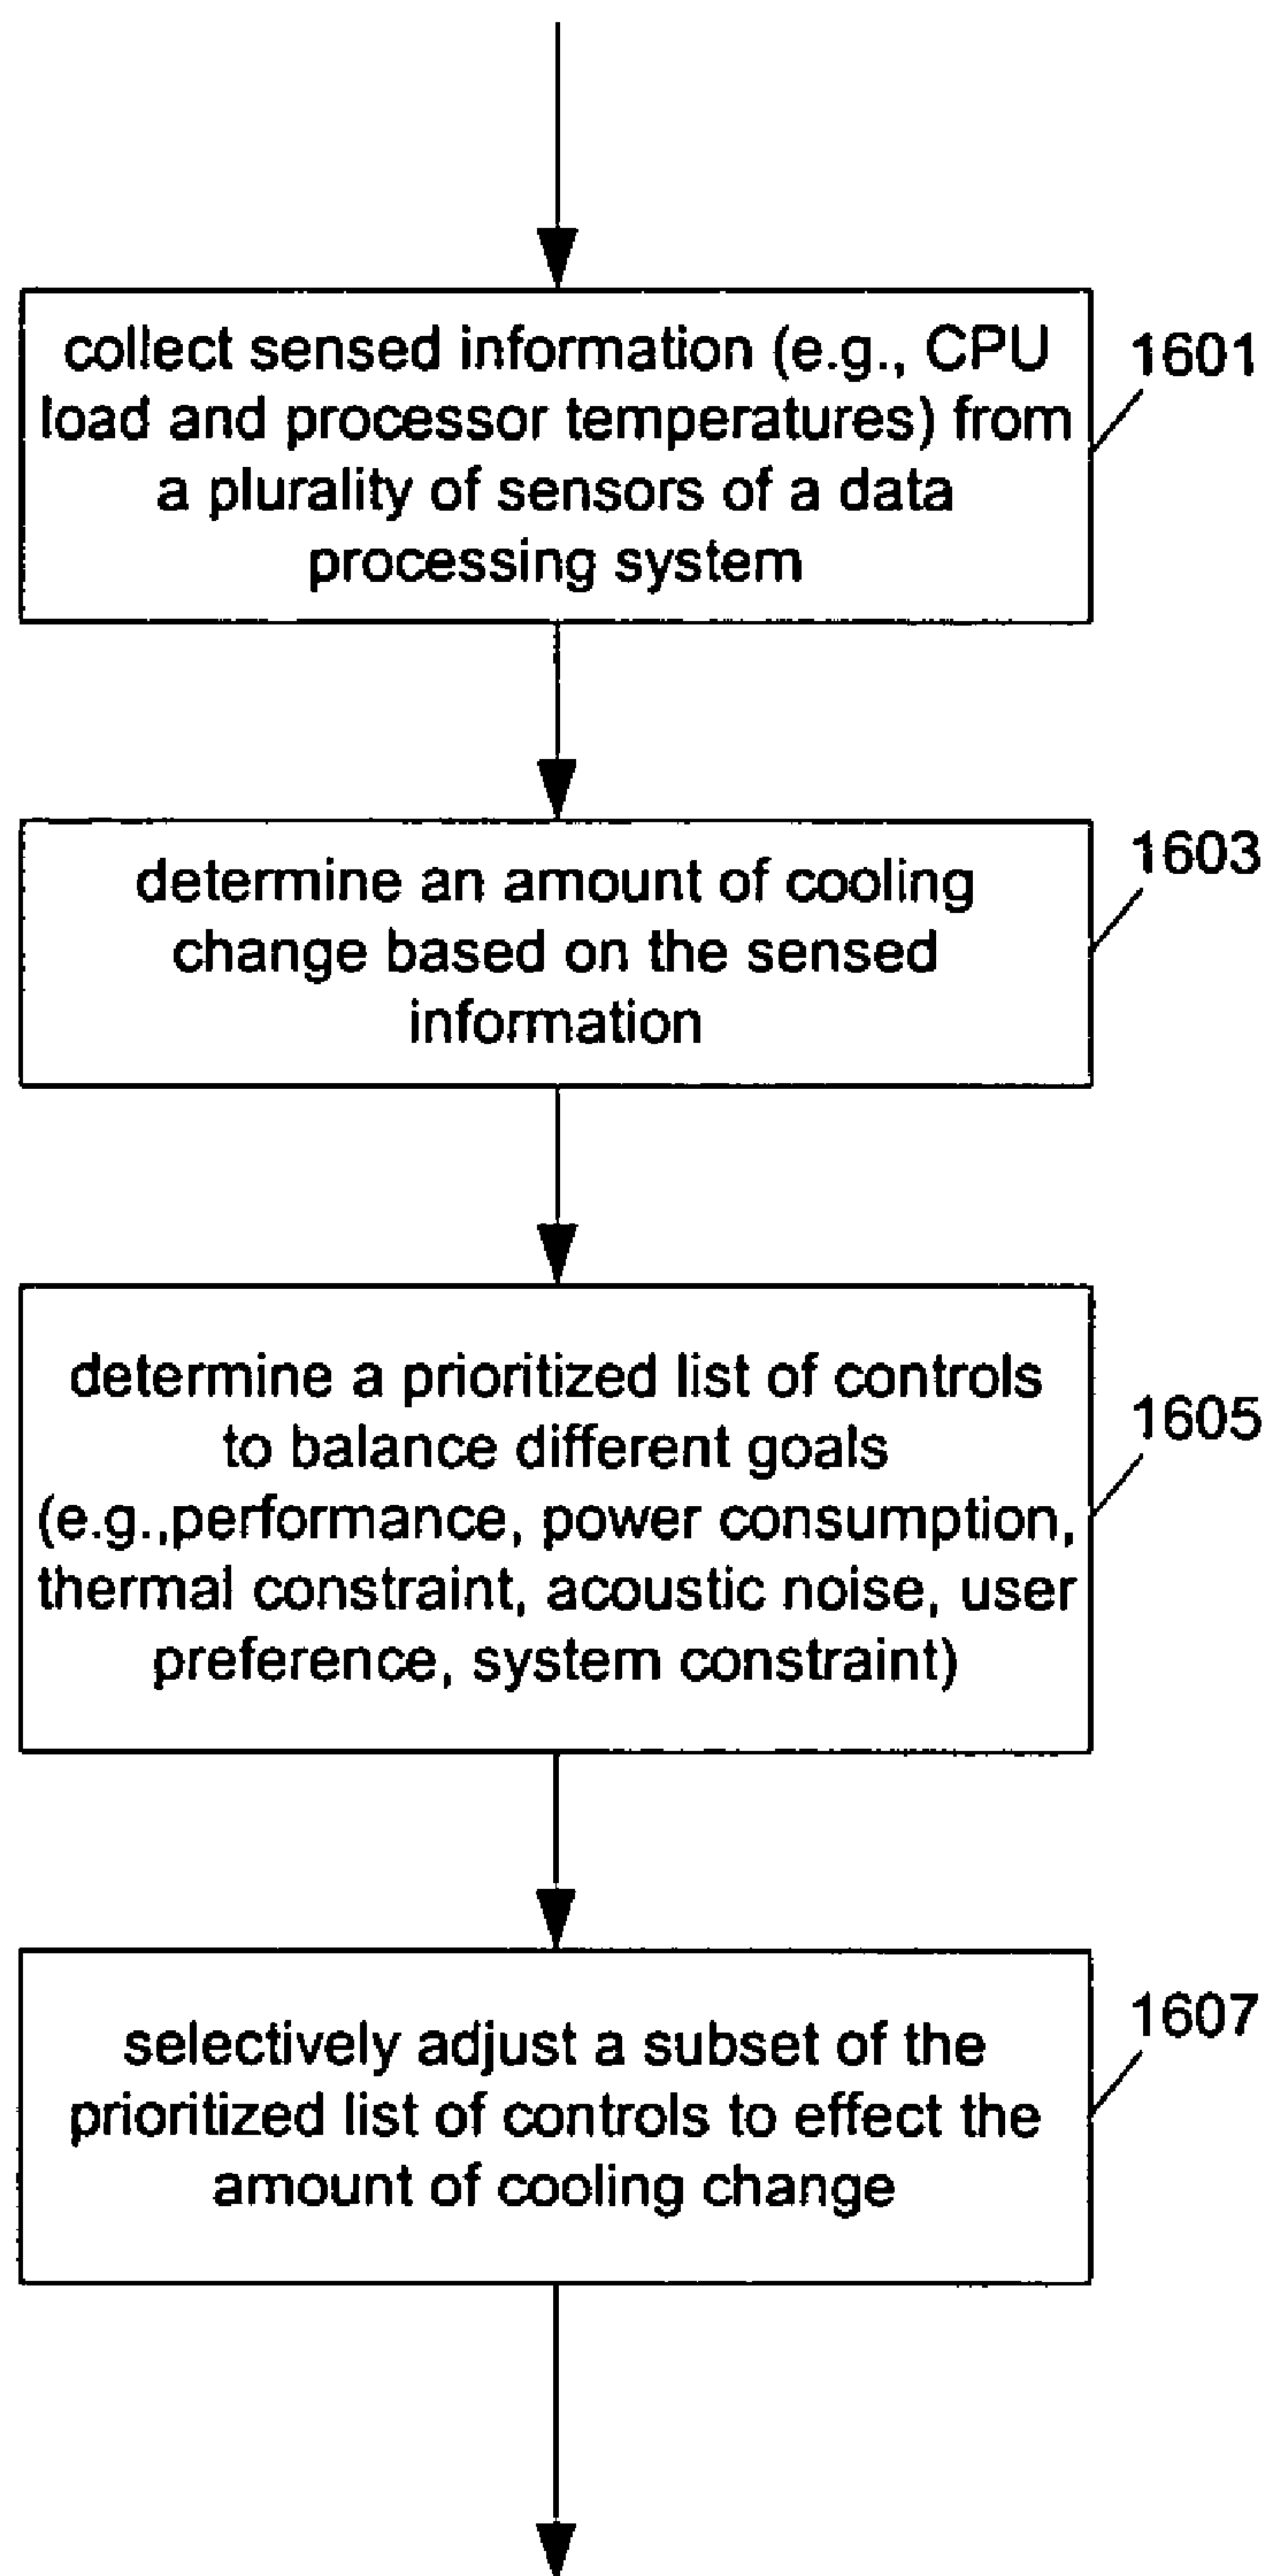 collect sensed information (e.g., CPU
load and processor temperatures) from
a plurality of sensors of a data
processing system
1601
determine an amount of cooling
change based on the sensed
information
1603
determine a prioritized list of controls
to balance different goals
(e.g.,performance, power consumption,
thermal constraint, acoustic noise, user
preference, system constraint)
1605
selectively adjust a subset of the
prioritized list of controls to effect the
amount of cooling change
1607